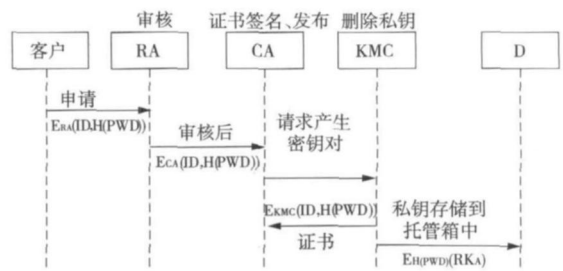 审核 证书签名、发布 删除私钥
客户 RA CA KMC D
申请
ERA(ID,H(PWD))
审核后
ECA(ID,H(PWD))
请求产生
密钥对
EKMC(ID,H(PWD))
证书
私钥存储到
托管箱中
EH(PWD)(RKA)